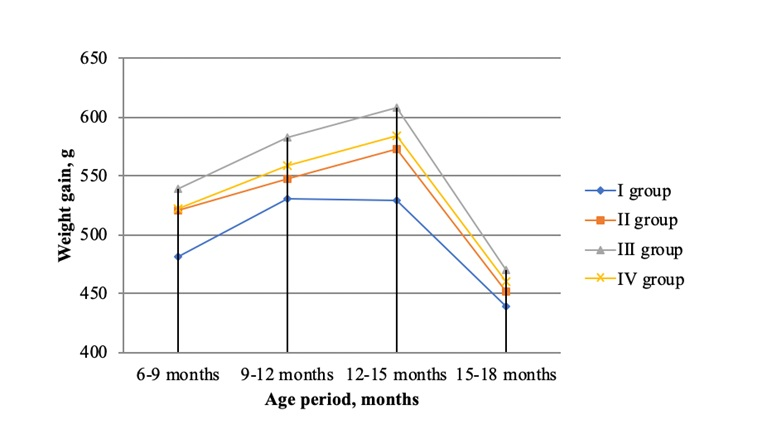 650
600
550
500
450
400
Weight gain, g
6-9 months 9-12 months 12-15 months 15-18 months
Age period, months
I group
II group
III group
IV group